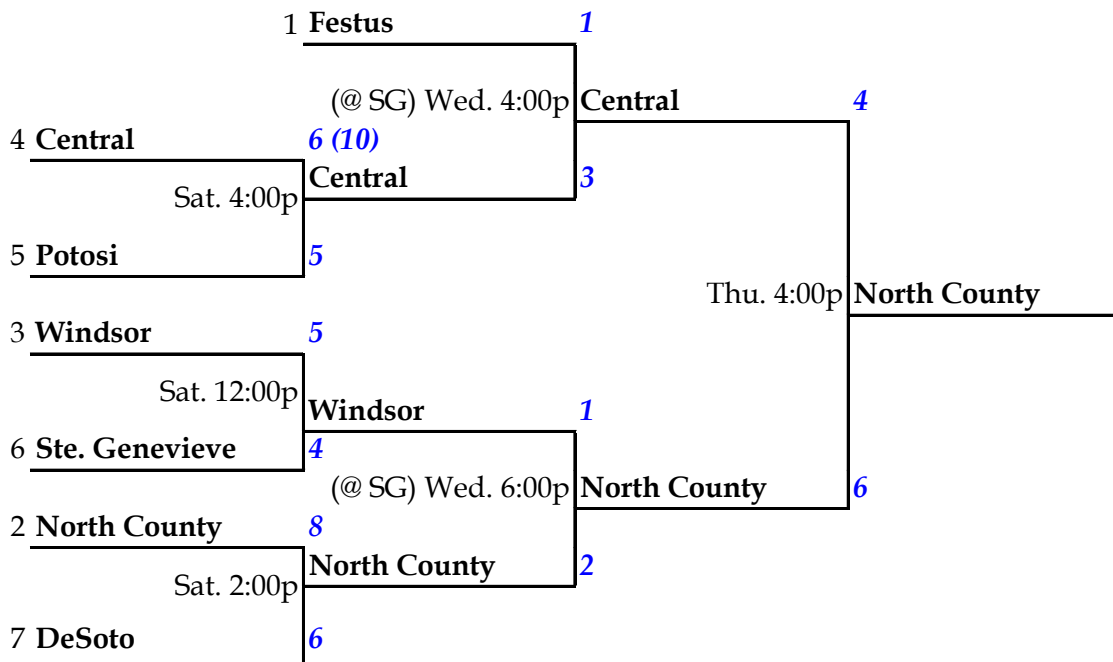 1 Festus 1
(@ SG) Wed. 4:00p Central 4
4 Central 6 (10)
Central 3
Sat. 4:00p
5 Potosi 5
Thu. 4:00p North County
3 Windsor 5
Sat. 12:00p
Windsor 1
6 Ste. Genevieve 4
(@ SG) Wed. 6:00p North County 6
2 North County 8
North County 2
Sat. 2:00p
7 DeSoto 6